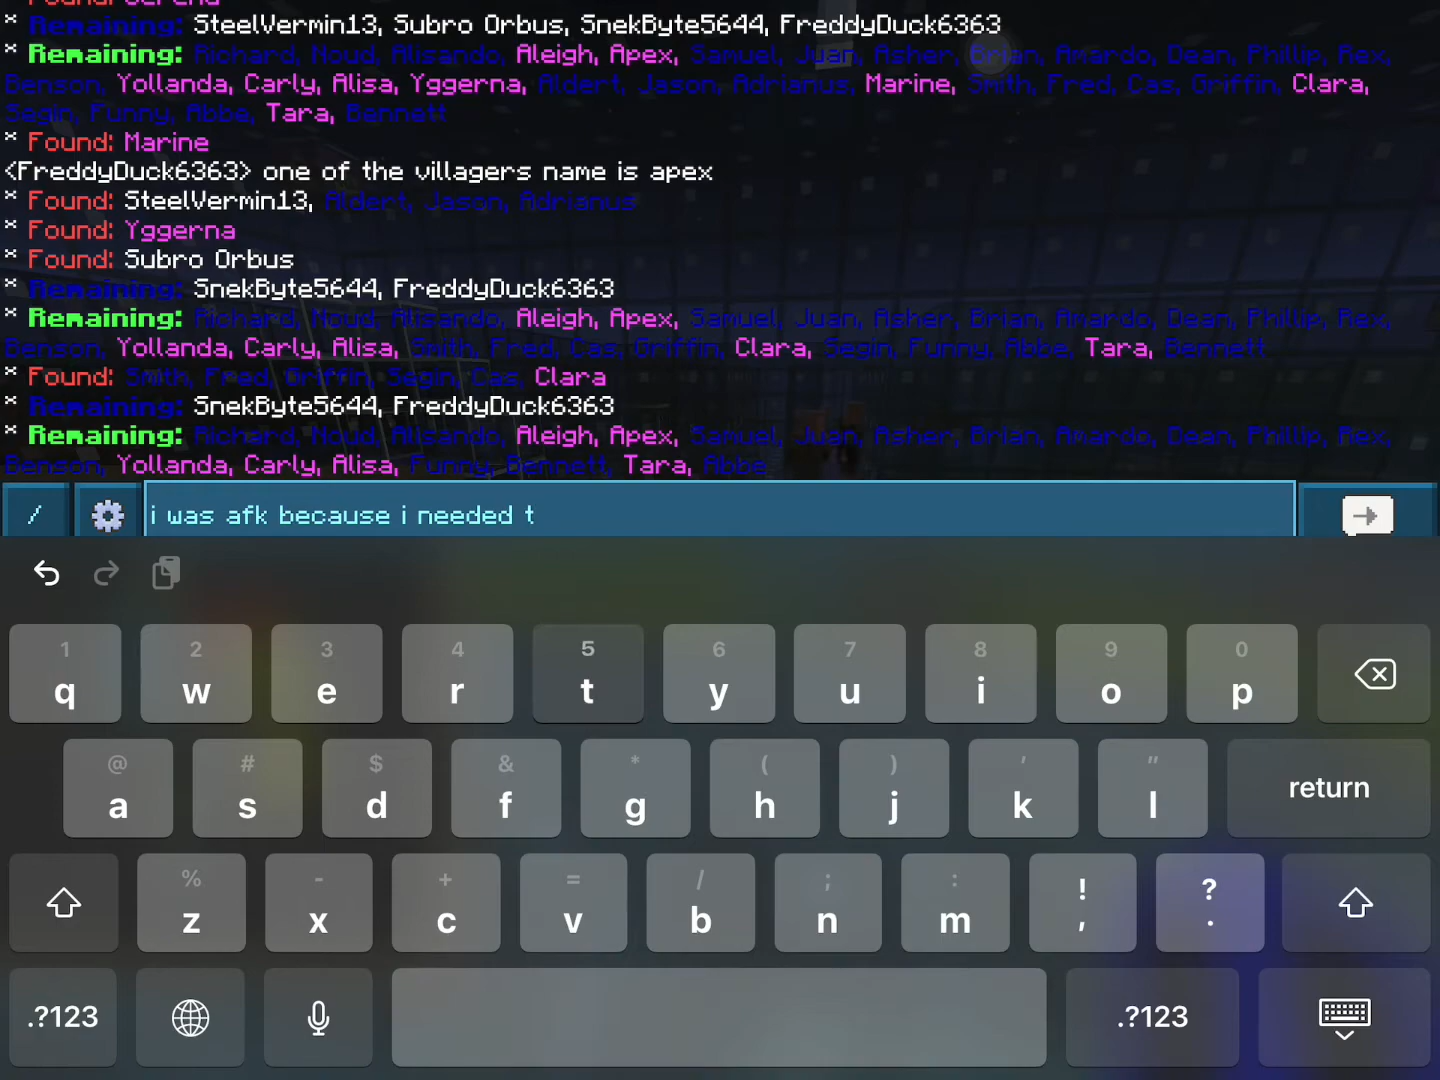 * Remaining: SteelVermin13, Subro Orbus, SnekByte5644, FreddyDuck6363
* Remaining: Richard, Noud, Alisando, Aleigh, Apex, Samuel, Juan, Asher, Brian, Amardo, Dean, Phillip, Rex,
Benson, Yollanda, Carly, Alisa, Yggerna, Aldert, Jason, Adrianus, Marine, Smith, Fred, Cas, Griffin, Clara,
Segin, Funny, Abbe, Tara, Bennett
* Found: Marine
<FreddyDuck6363> one of the villagers name is apex
* Found: SteelVermin13, Aldert, Jason, Adrianus
* Found: Yggerna
* Found: Subro Orbus
* Remaining: SnekByte5644, FreddyDuck6363
* Remaining: Richard, Noud, Alisando, Aleigh, Apex, Samuel, Juan, Asher, Brian, Amardo, Dean, Phillip, Rex,
Benson, Yollanda, Carly, Alisa, Smith, Fred, Cas, Griffin, Clara, Segin, Funny, Abbe, Tara, Bennett
* Found: Smith, Fred, Griffin, Segin, Cas, Clara
* Remaining: SnekByte5644, FreddyDuck6363
* Remaining: Richard, Noud, Alisando, Aleigh, Apex, Samuel, Juan, Asher, Brian, Amardo, Dean, Phillip, Rex,
Benson, Yollanda, Carly, Alisa, Funny, Bennett, Tara, Abbe
/ i was afk because i needed t
1 2 3 4 5 6 7 8 9 0
q w e r t y u i o p
@ # $ & * ( ) ' "
a s d f g h j k l return
% - + = / ; : ! ?
z x c v b n m , .
.?123 .?123